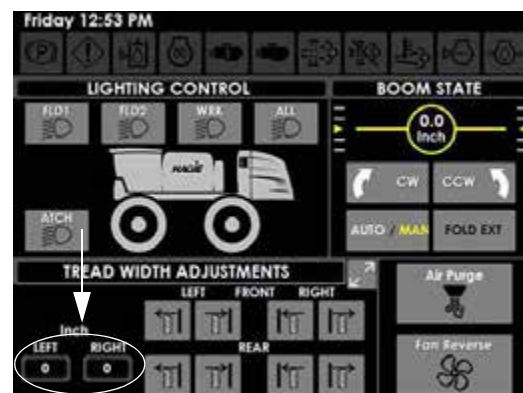 Friday 12:53 PM
LIGHTING CONTROL
BOOM STATE
FLD1 FLD2 WRK ALL
0.0
Inch
HAGIE
CW CCW
ATCH
AUTO / MAN FOLD EXT
TREAD WIDTH ADJUSTMENTS
Air Purge
LEFT FRONT RIGHT
Inch
LEFT RIGHT
REAR
Fan Reverse
0 0